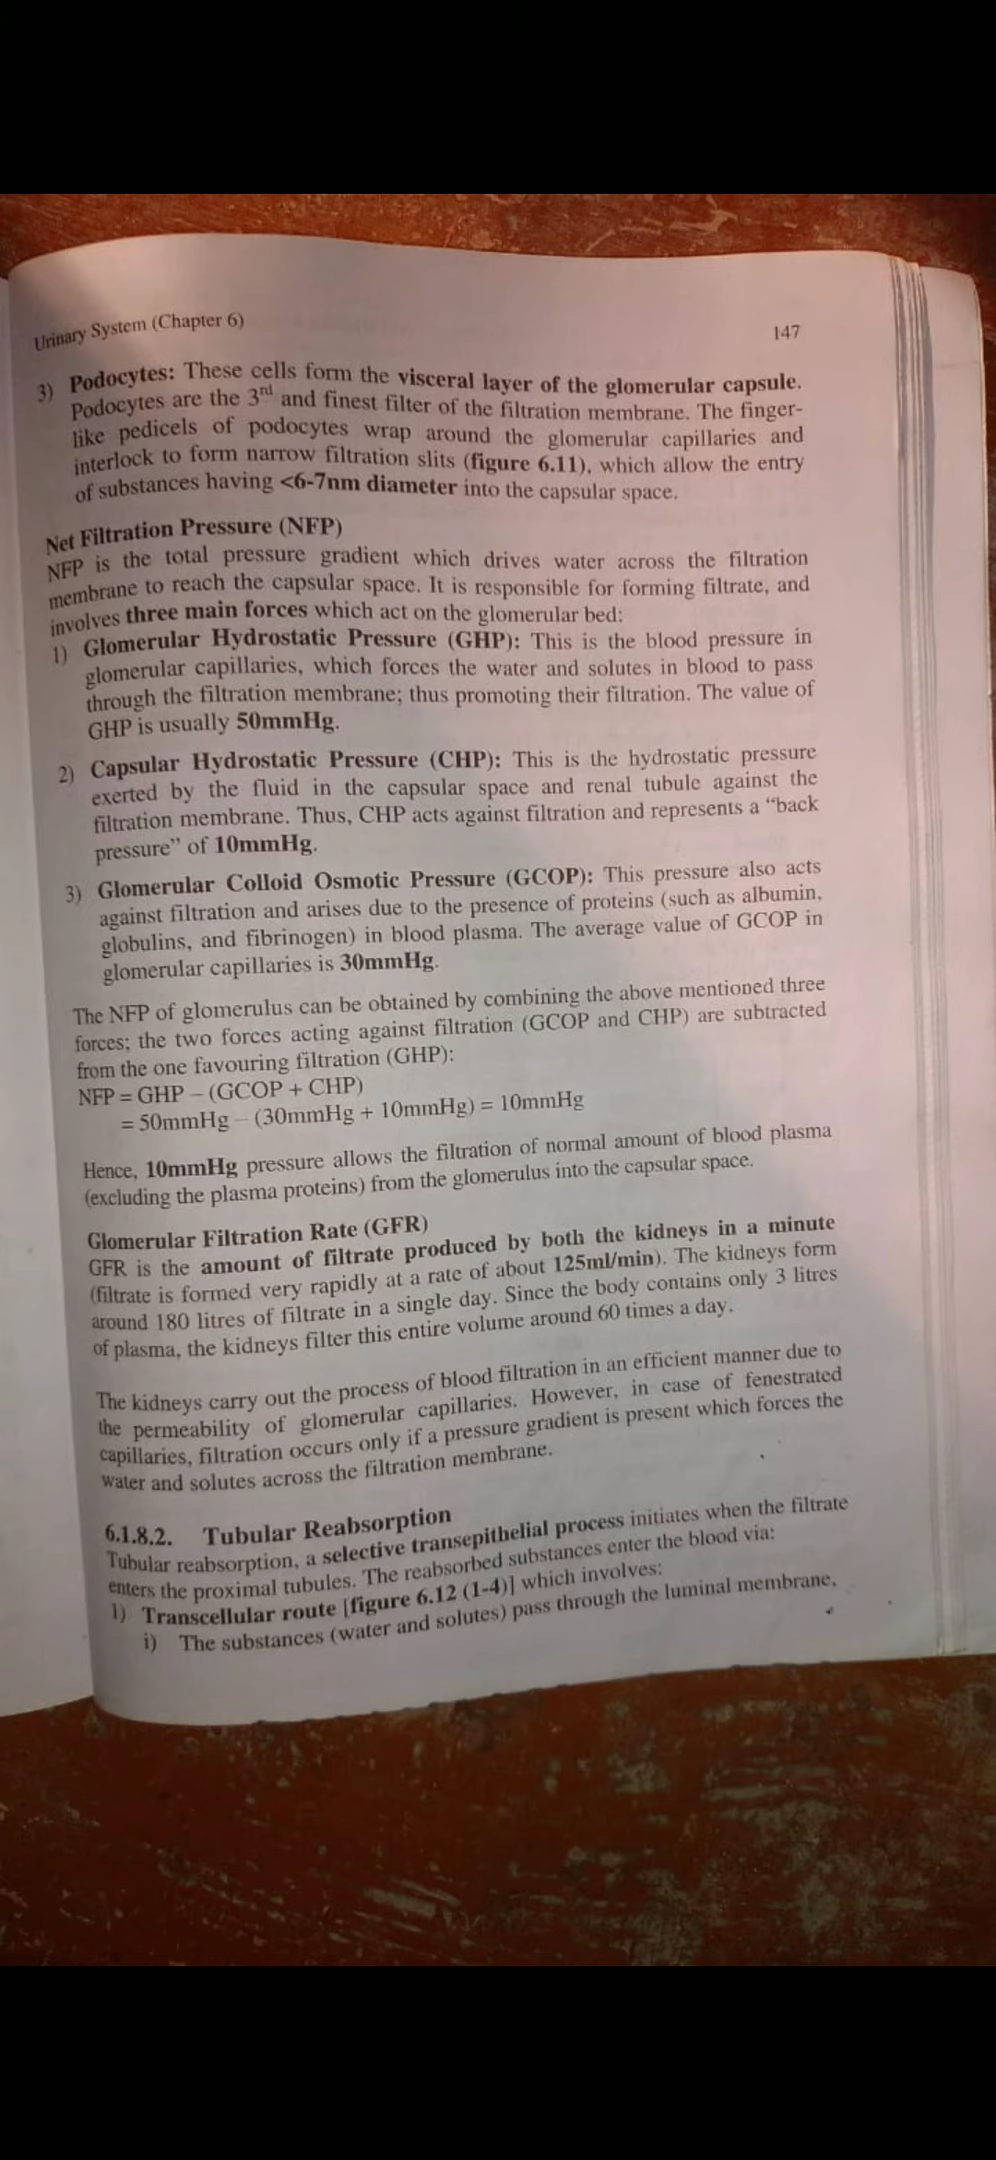 Urinary System (Chapter 6)
147
3) Podocytes: These cells form the visceral layer of the glomerular capsule.
Podocytes are the 3rd and finest filter of the filtration membrane. The finger-
like pedicels of podocytes wrap around the glomerular capillaries and
interlock to form narrow filtration slits (figure 6.11), which allow the entry
of substances having <6-7nm diameter into the capsular space.
Net Filtration Pressure (NFP)
NFP is the total pressure gradient which drives water across the filtration
membrane to reach the capsular space. It is responsible for forming filtrate, and
involves three main forces which act on the glomerular bed:
1) Glomerular Hydrostatic Pressure (GHP): This is the blood pressure in
glomerular capillaries, which forces the water and solutes in blood to pass
through the filtration membrane; thus promoting their filtration. The value of
GHP is usually 50mmHg.
2) Capsular Hydrostatic Pressure (CHP): This is the hydrostatic pressure
exerted by the fluid in the capsular space and renal tubule against the
filtration membrane. Thus, CHP acts against filtration and represents a “back
pressure” of 10mmHg.
3) Glomerular Colloid Osmotic Pressure (GCOP): This pressure also acts
against filtration and arises due to the presence of proteins (such as albumin,
globulins, and fibrinogen) in blood plasma. The average value of GCOP in
glomerular capillaries is 30mmHg.
The NFP of glomerulus can be obtained by combining the above mentioned three
forces; the two forces acting against filtration (GCOP and CHP) are subtracted
from the one favouring filtration (GHP):
NFP = GHP – (GCOP + CHP)
= 50mmHg – (30mmHg + 10mmHg) = 10mmHg
Hence, 10mmHg pressure allows the filtration of normal amount of blood plasma
(excluding the plasma proteins) from the glomerulus into the capsular space.
Glomerular Filtration Rate (GFR)
GFR is the amount of filtrate produced by both the kidneys in a minute
(filtrate is formed very rapidly at a rate of about 125ml/min). The kidneys form
around 180 litres of filtrate in a single day. Since the body contains only 3 litres
of plasma, the kidneys filter this entire volume around 60 times a day.
The kidneys carry out the process of blood filtration in an efficient manner due to
the permeability of glomerular capillaries. However, in case of fenestrated
capillaries, filtration occurs only if a pressure gradient is present which forces the
water and solutes across the filtration membrane.
6.1.8.2. Tubular Reabsorption
Tubular reabsorption, a selective transepithelial process initiates when the filtrate
enters the proximal tubules. The reabsorbed substances enter the blood via:
1) Transcellular route [figure 6.12 (1-4)] which involves:
i) The substances (water and solutes) pass through the luminal membrane,